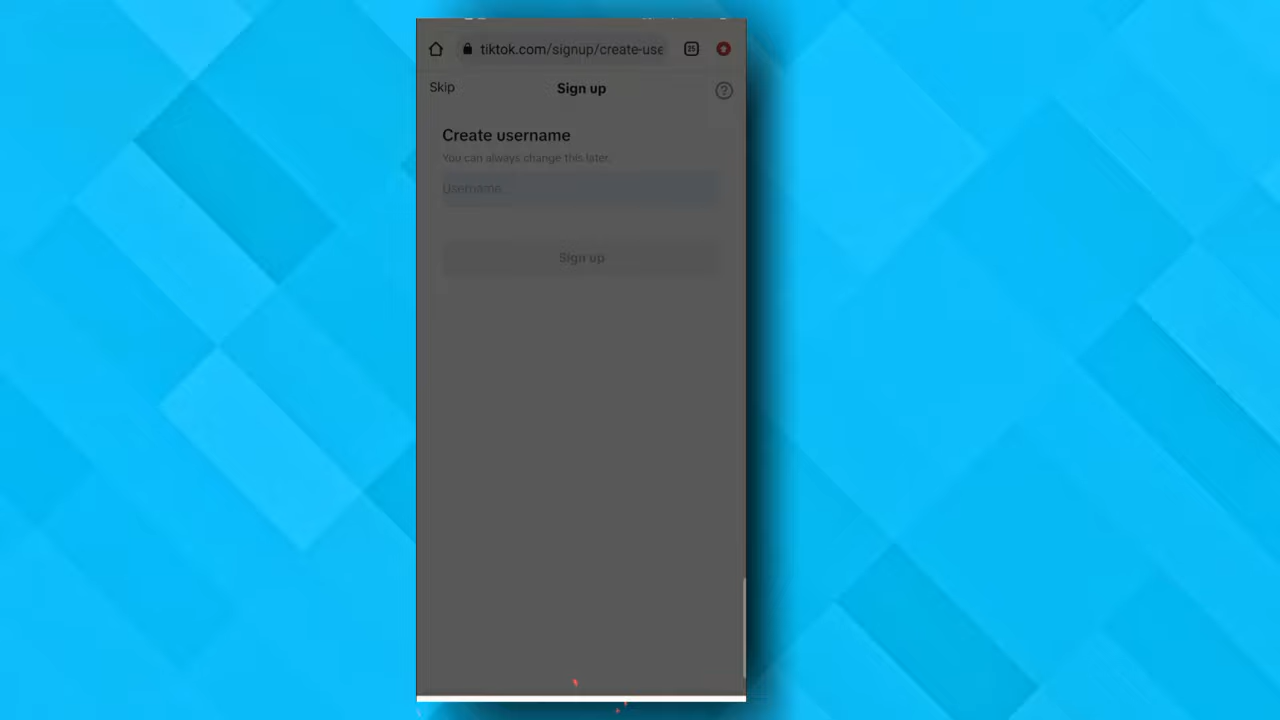 tiktok.com/signup/create-use
25
Skip
Sign up
?
Create username
You can always change this later.
Username
Sign up